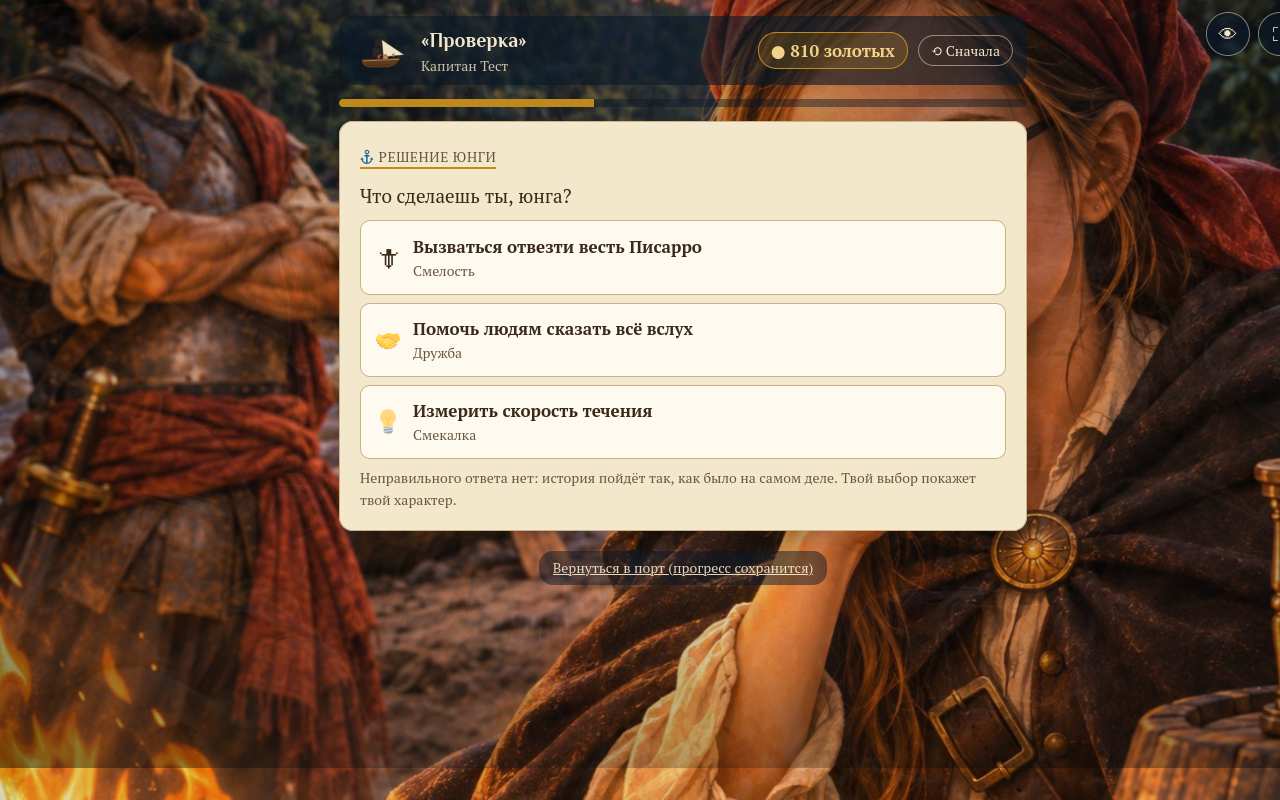 «Проверка»
Капитан Тест
810 золотых
⟲ Сначала
⚓ РЕШЕНИЕ ЮНГИ
Что сделаешь ты, юнга?
Вызваться отвезти весть Писарро
Смелость
Помочь людям сказать всё вслух
Дружба
Измерить скорость течения
Смекалка
Неправильного ответа нет: история пойдёт так, как было на самом деле. Твой выбор покажет
твой характер.
Вернуться в порт (прогресс сохранится)